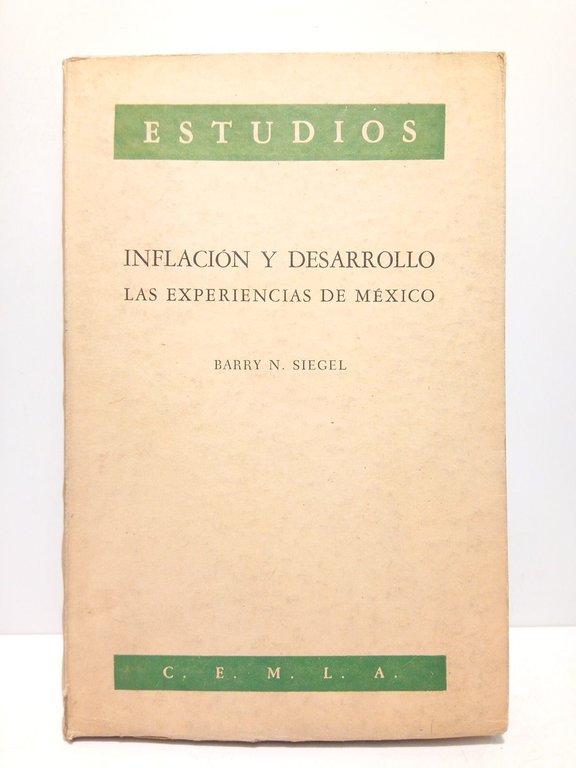 ESTUDIOS
INFLACIÓN Y DESARROLLO
LAS EXPERIENCIAS DE MÉXICO
BARRY N. SIEGEL
C. E. M. L. A.